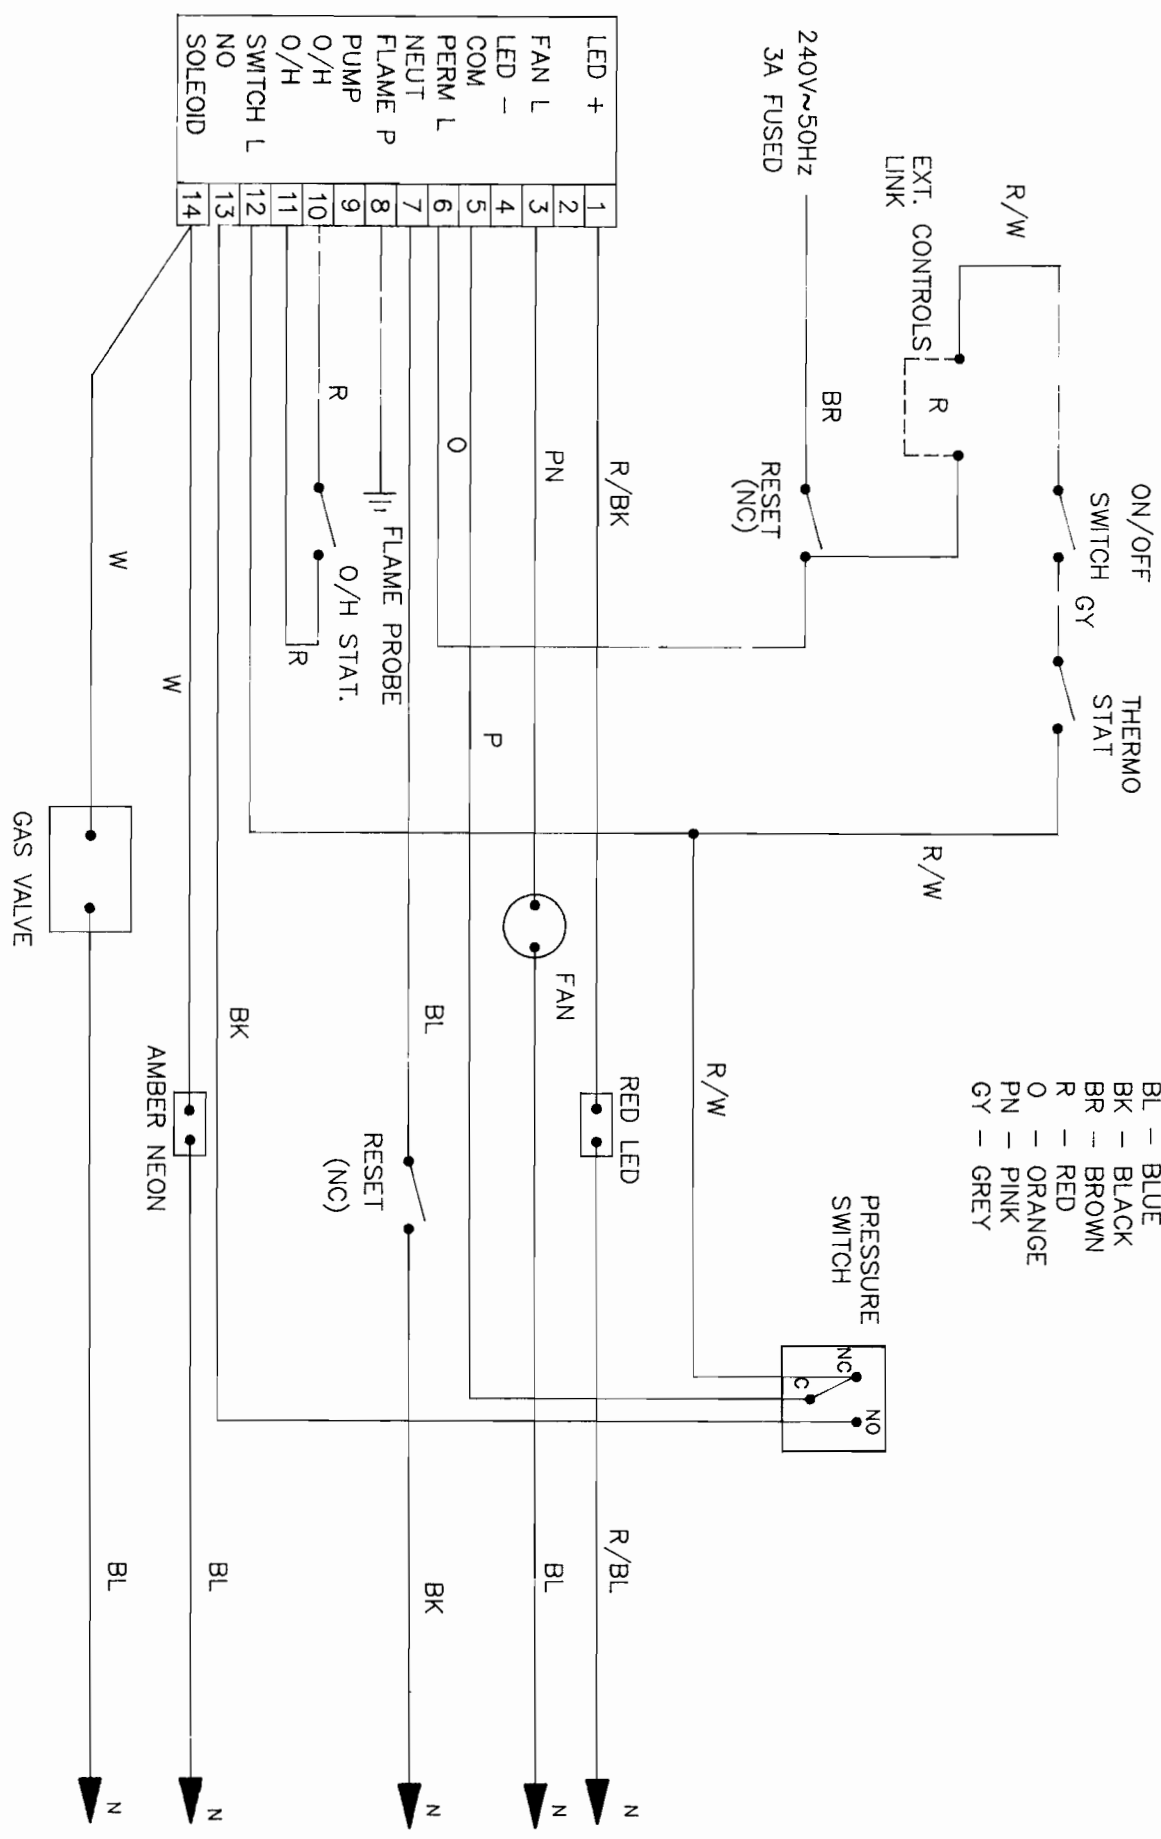 BL – BLUE
BK – BLACK
BR – BROWN
R – RED
O – ORANGE
PN – PINK
GY – GREY
ON/OFF
SWITCH
GY
THERMO
STAT
R/W
EXT. CONTROLS
LINK
R
R/W
240V~50Hz
3A FUSED
BR
RESET
(NC)
R/W
PRESSURE
SWITCH
NC
C
NO
LED +
FAN L
LED –
COM
PERM L
NEUT
FLAME P
PUMP
O/H
O/H
SWITCH L
NO
SOLEOID
1
2
3
4
5
6
7
8
9
10
11
12
13
14
R/BK
RED LED
R/BL
N
PN
FAN
BL
N
O
P
BL
RESET
(NC)
BK
N
FLAME PROBE
R
O/H STAT.
R
BK
W
AMBER NEON
BL
N
W
GAS VALVE
BL
N